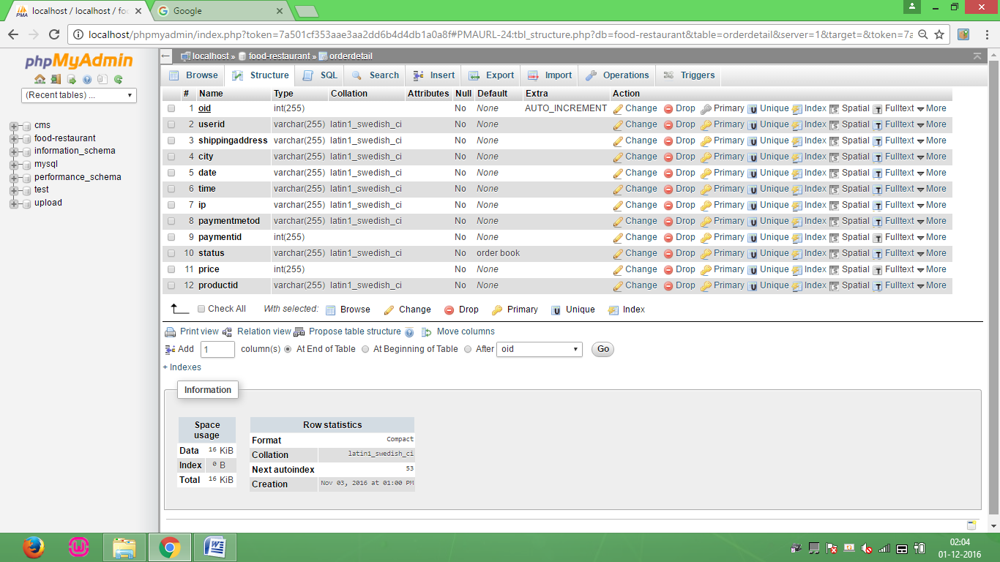 localhost / localhost / fo
Google
localhost/phpmyadmin/index.php?token=7a501cf353aae3aa2dd6b4d4db1a0a8f#PMAURL-24:tbl_structure.php?db=food-restaurant&table=orderdetail&server=1&target=&token=7a
phpMyAdmin
(Recent tables) ...
cms
food-restaurant
information_schema
mysql
performance_schema
test
upload
localhost » food-restaurant » orderdetail
Browse Structure SQL Search Insert Export Import Operations Triggers
# Name Type Collation Attributes Null Default Extra Action
1 oid int(255) No None AUTO_INCREMENT Change Drop Primary Unique Index Spatial Fulltext More
2 userid varchar(255) latin1_swedish_ci No None Change Drop Primary Unique Index Spatial Fulltext More
3 shippingaddress varchar(255) latin1_swedish_ci No None Change Drop Primary Unique Index Spatial Fulltext More
4 city varchar(255) latin1_swedish_ci No None Change Drop Primary Unique Index Spatial Fulltext More
5 date varchar(255) latin1_swedish_ci No None Change Drop Primary Unique Index Spatial Fulltext More
6 time varchar(255) latin1_swedish_ci No None Change Drop Primary Unique Index Spatial Fulltext More
7 ip varchar(255) latin1_swedish_ci No None Change Drop Primary Unique Index Spatial Fulltext More
8 paymentmetod varchar(255) latin1_swedish_ci No None Change Drop Primary Unique Index Spatial Fulltext More
9 paymentid int(255) No None Change Drop Primary Unique Index Spatial Fulltext More
10 status varchar(255) latin1_swedish_ci No order book Change Drop Primary Unique Index Spatial Fulltext More
11 price int(255) No None Change Drop Primary Unique Index Spatial Fulltext More
12 productid varchar(255) latin1_swedish_ci No None Change Drop Primary Unique Index Spatial Fulltext More
Check All With selected: Browse Change Drop Primary Unique Index
Print view Relation view Propose table structure Move columns
Add 1 column(s) At End of Table At Beginning of Table After oid Go
+ Indexes
Information
Space usage
Data 16 KiB
Index 0 B
Total 16 KiB
Row statistics
Format Compact
Collation latin1_swedish_ci
Next autoindex 53
Creation Nov 03, 2016 at 01:00 PM
02:04
01-12-2016